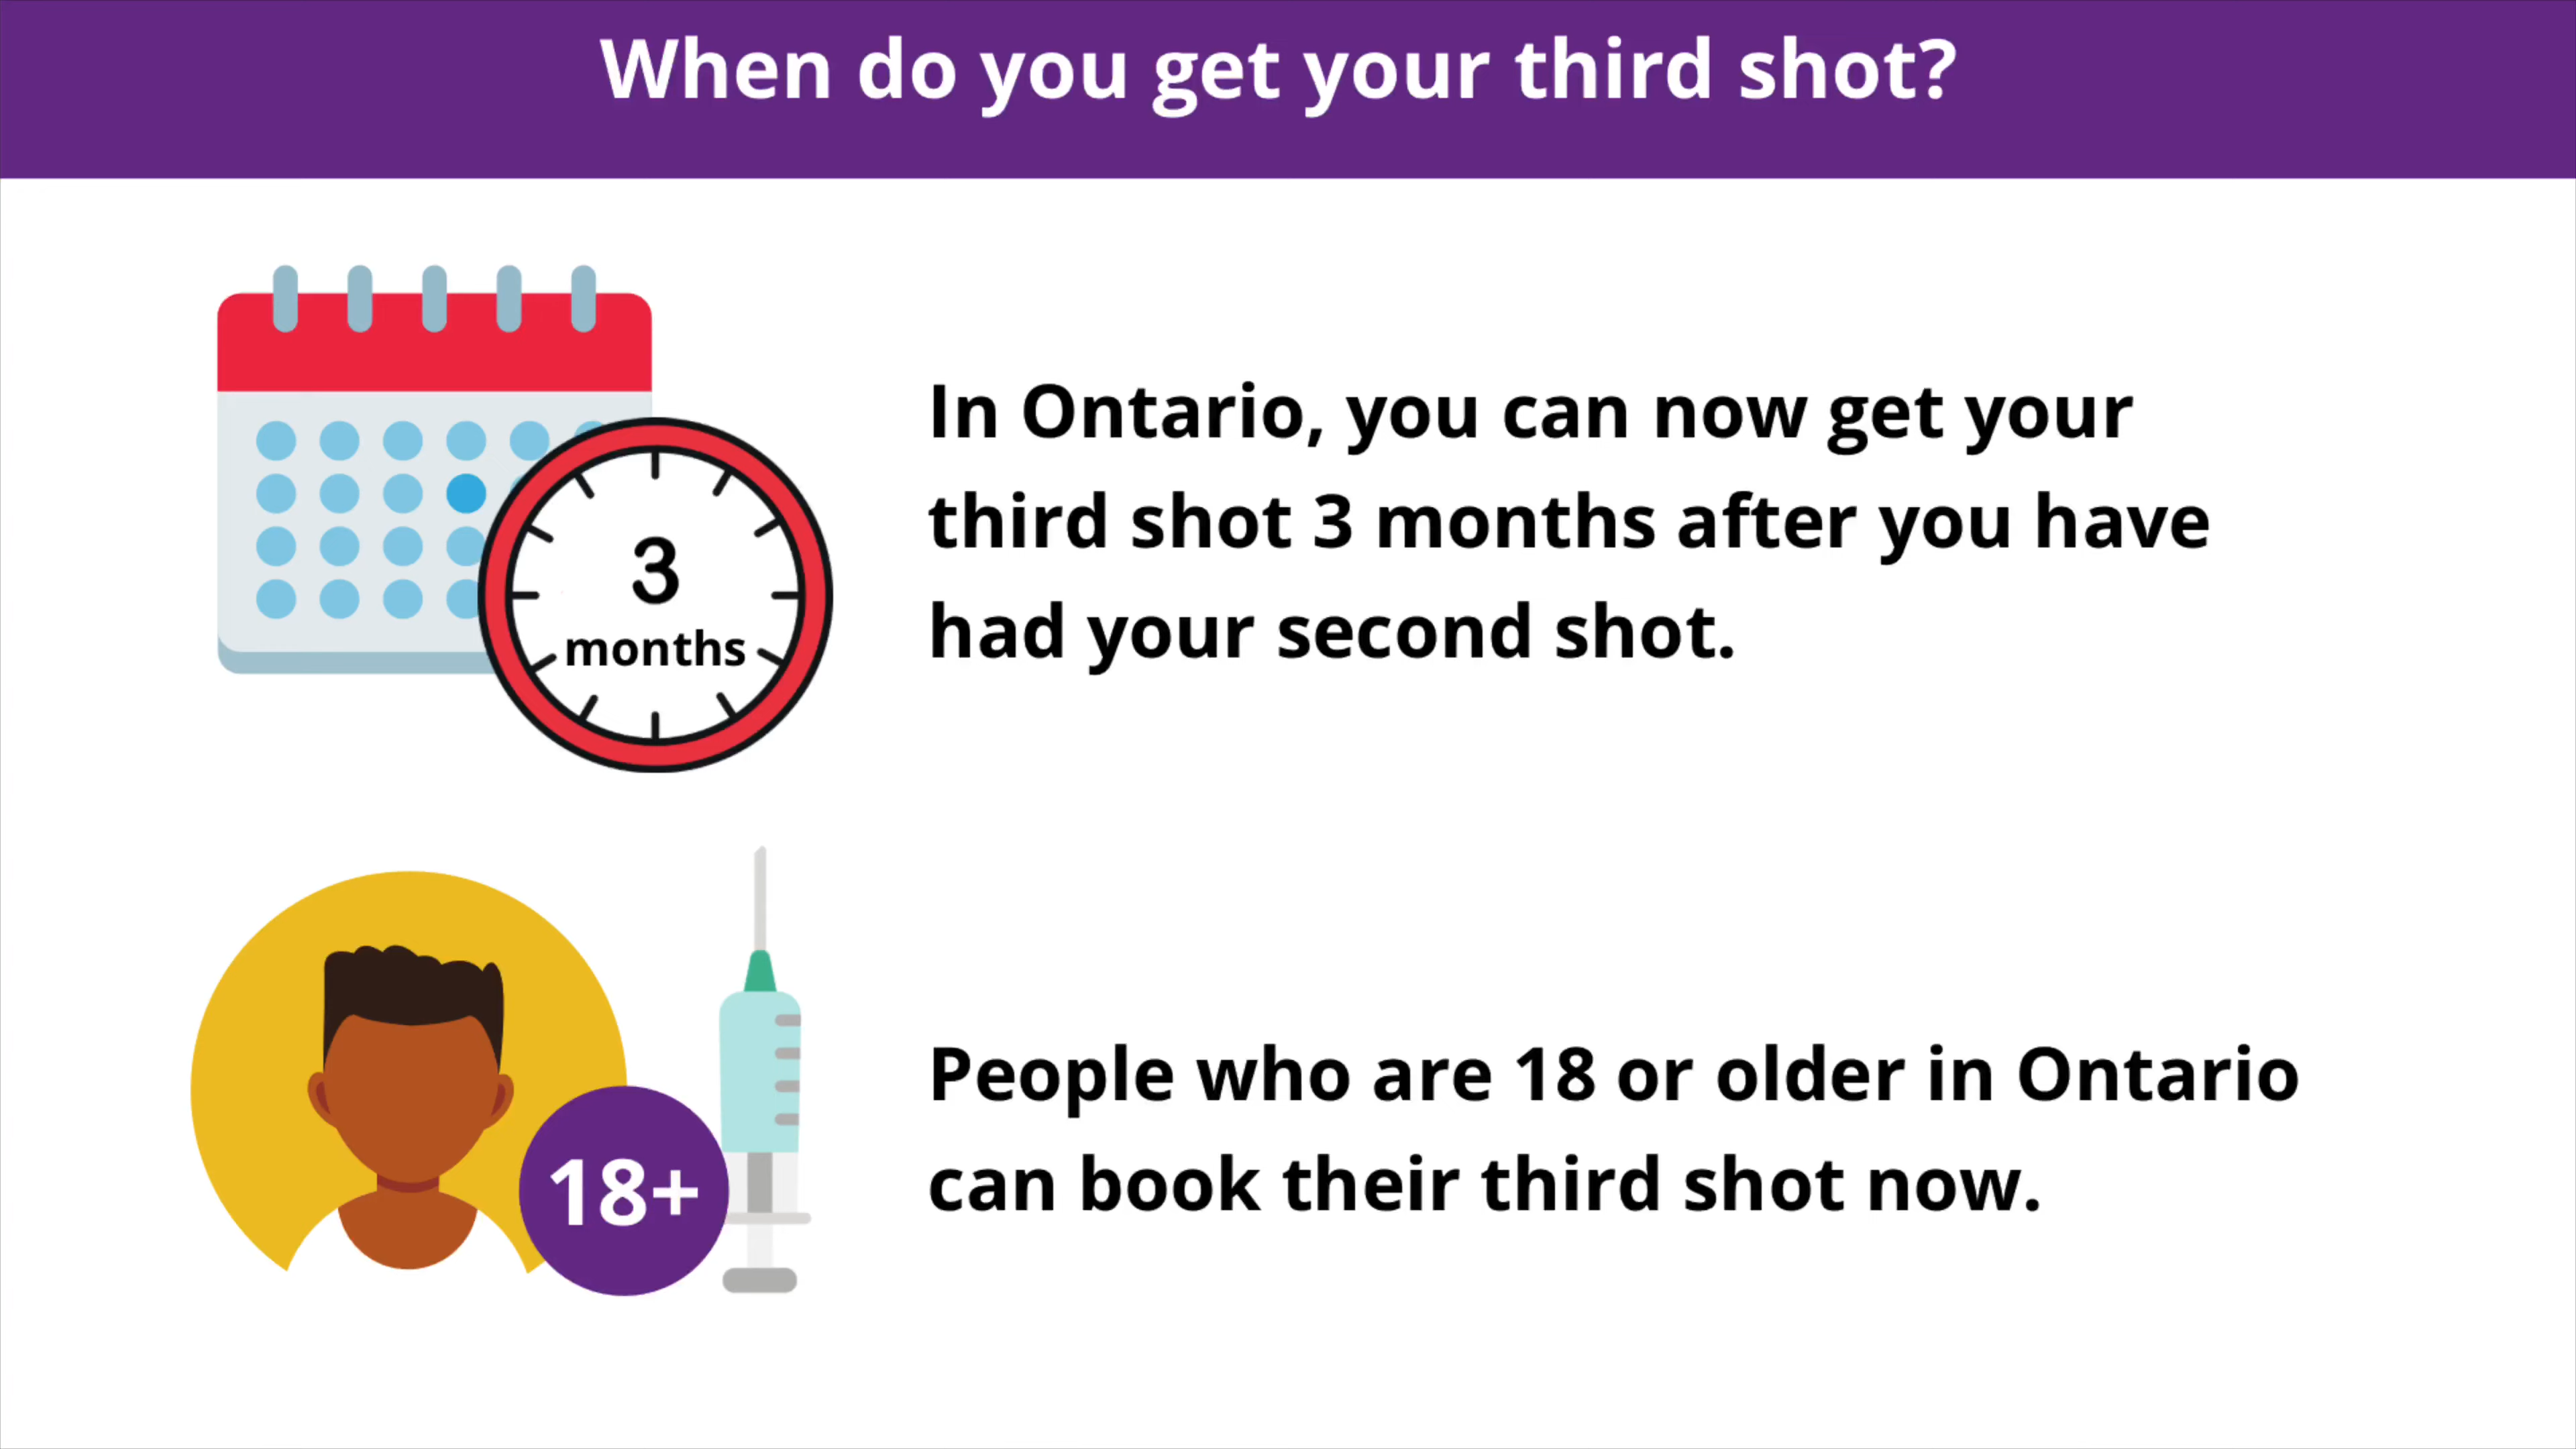 When do you get your third shot?
3
months
In Ontario, you can now get your
third shot 3 months after you have
had your second shot.
18+
People who are 18 or older in Ontario
can book their third shot now.